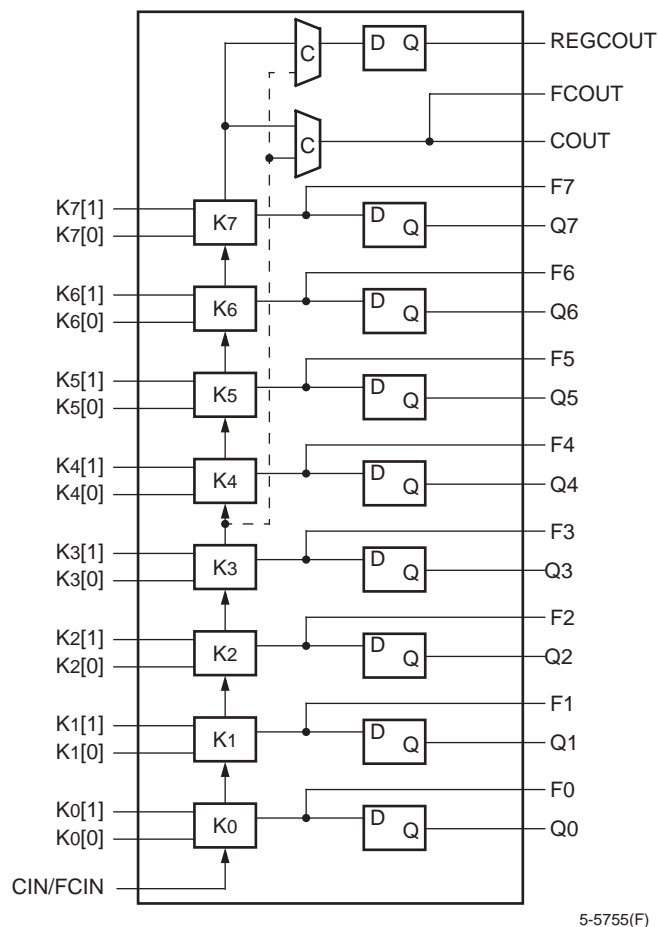 C
D Q
REGCOUT
FCOUT
C
COUT
F7
K7[1]
K7[0]
K7
D
Q
Q7
F6
K6[1]
K6[0]
K6
D
Q
Q6
F5
K5[1]
K5[0]
K5
D
Q
Q5
F4
K4[1]
K4[0]
K4
D
Q
Q4
F3
K3[1]
K3[0]
K3
D
Q
Q3
F2
K2[1]
K2[0]
K2
D
Q
Q2
F1
K1[1]
K1[0]
K1
D
Q
Q1
F0
K0[1]
K0[0]
K0
D
Q
Q0
CIN/FCIN
5-5755(F)